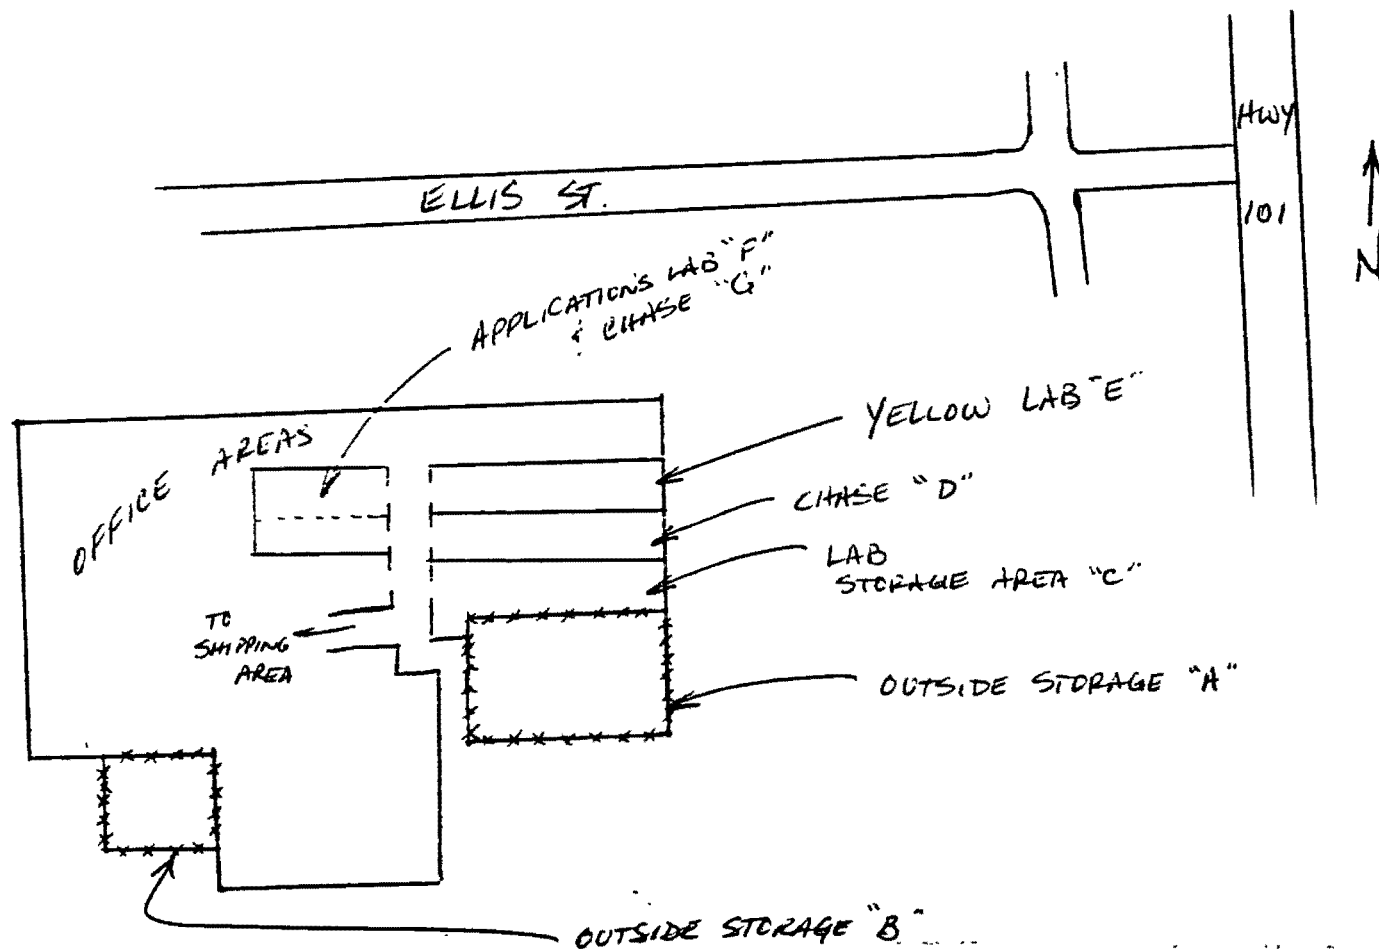 HWY
101
N
ELLIS ST.
APPLICATIONS LAB "F"
& CHASE "G"
YELLOW LAB "E"
OFFICE AREAS
CHASE "D"
LAB
STORAGE AREA "C"
TO
SHIPPING
AREA
OUTSIDE STORAGE "A"
OUTSIDE STORAGE "B"